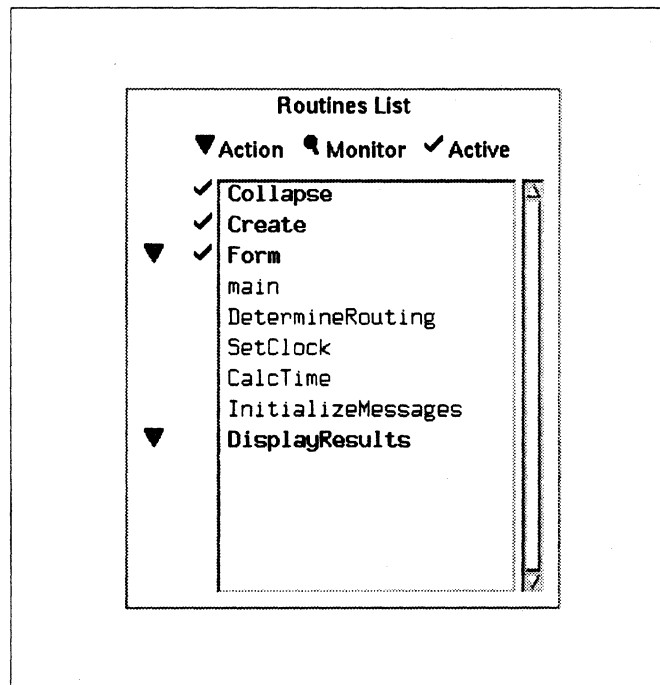 Routines List
Action Monitor Active
Collapse
Create
Form
main
DetermineRouting
SetClock
CalcTime
InitializeMessages
DisplayResults